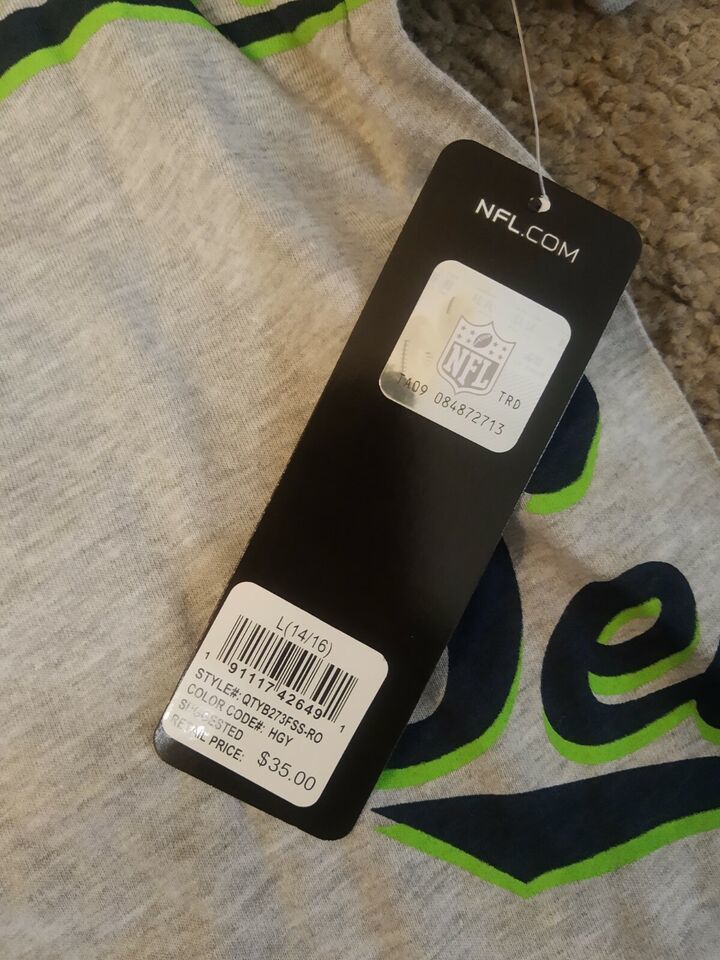 NFL.COM
NFL
TA09 084872713 TRD
L(14/16)
1 91117 42649 1
STYLE#: QTYB273FSS-RO
COLOR CODE#: HGY
SUGGESTED
RETAIL PRICE: $35.00
Se